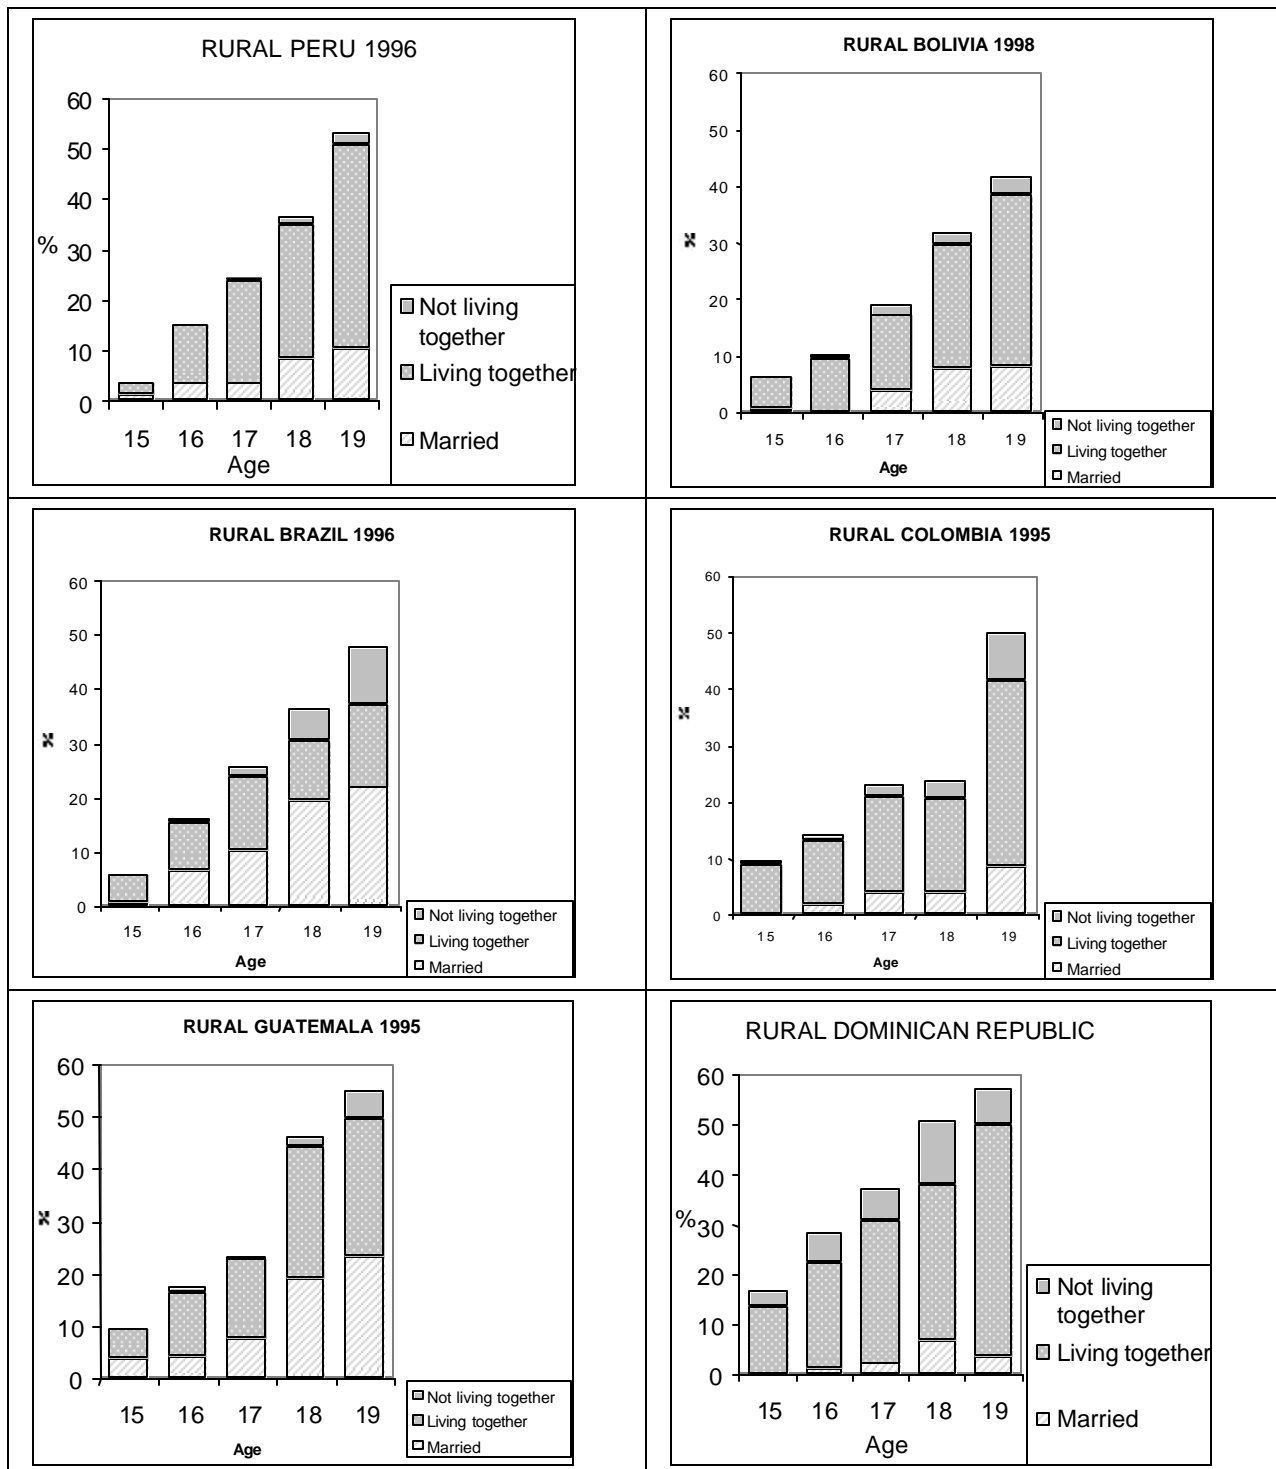 RURAL PERU 1996
60
50
40
%
30
20
10
0
15 16 17 18 19
Age
Not living
together
Living together
Married
RURAL BOLIVIA 1998
60
50
40
%
30
20
10
0
15 16 17 18 19
Age
Not living together
Living together
Married
RURAL BRAZIL 1996
60
50
40
%
30
20
10
0
15 16 17 18 19
Age
Not living together
Living together
Married
RURAL COLOMBIA 1995
60
50
40
%
30
20
10
0
15 16 17 18 19
Age
Not living together
Living together
Married
RURAL GUATEMALA 1995
60
50
40
%
30
20
10
0
15 16 17 18 19
Age
Not living together
Living together
Married
RURAL DOMINICAN REPUBLIC
60
50
40
%
30
20
10
0
15 16 17 18 19
Age
Not living
together
Living together
Married